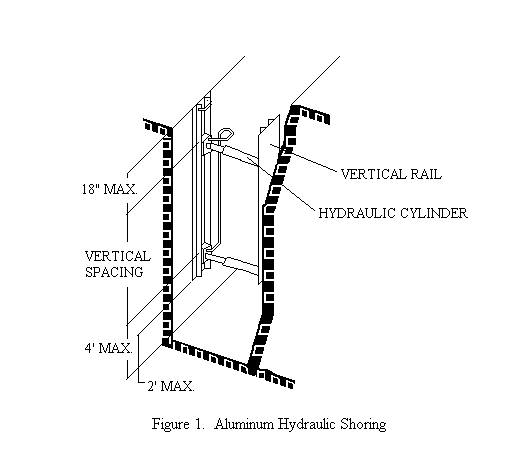 VERTICAL RAIL
18" MAX.
HYDRAULIC CYLINDER
VERTICAL
SPACING
4' MAX.
2' MAX.
Figure 1. Aluminum Hydraulic Shoring